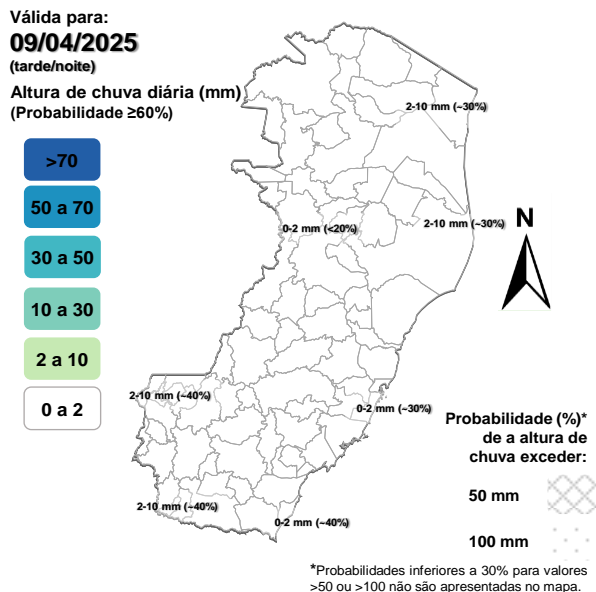 Válida para:
09/04/2025
(tarde/noite)
Altura de chuva diária (mm)
(Probabilidade ≥60%)
>70
50 a 70
30 a 50
10 a 30
2 a 10
0 a 2
2-10 mm (~30%)
2-10 mm (~30%)
0-2 mm (<20%)
N
2-10 mm (~40%)
0-2 mm (~30%)
2-10 mm (~40%)
0-2 mm (~40%)
Probabilidade (%)*
de a altura de
chuva exceder:
50 mm
100 mm
*Probabilidades inferiores a 30% para valores
>50 ou >100 não são apresentadas no mapa.